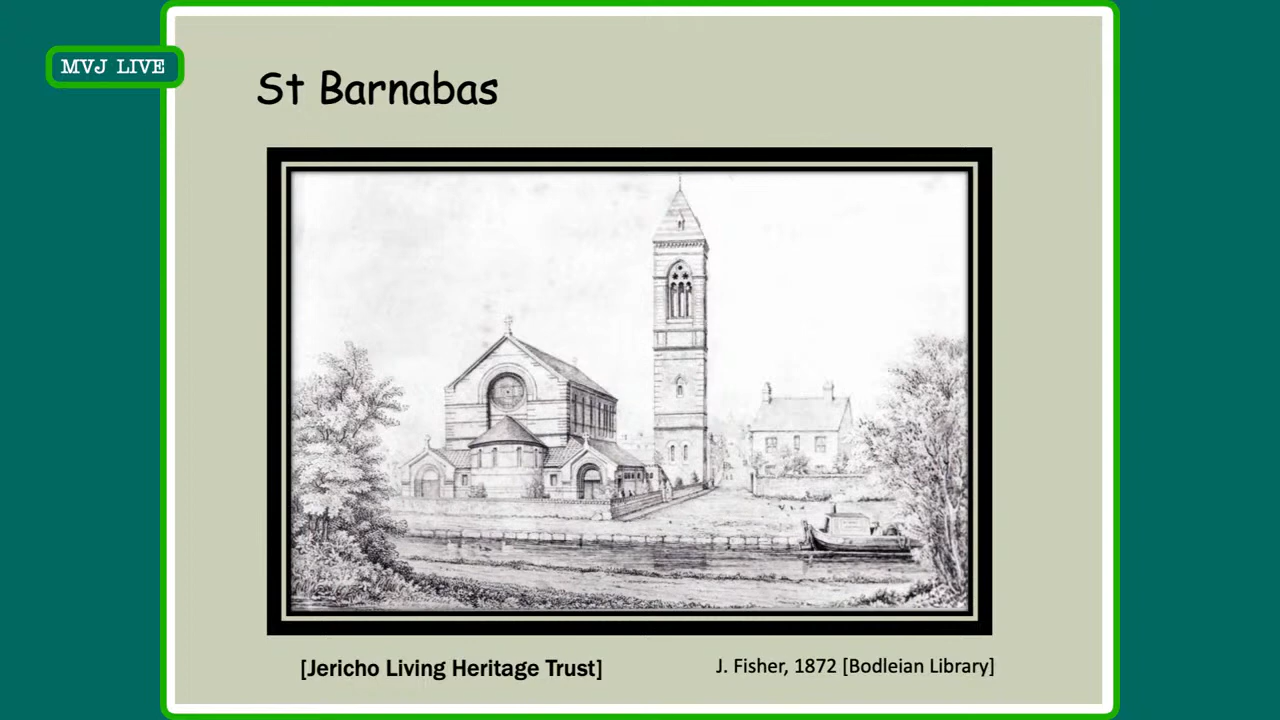 MVJ LIVE
St Barnabas
[Jericho Living Heritage Trust]
J. Fisher, 1872 [Bodleian Library]